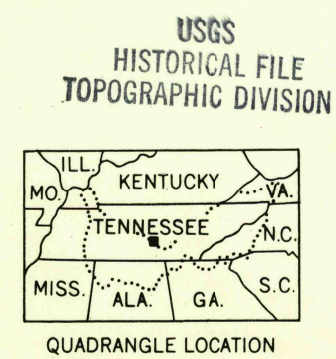 USGS
HISTORICAL FILE
TOPOGRAPHIC DIVISION
ILL.
MO.
KENTUCKY
VA.
TENNESSEE
N.C.
MISS.
ALA.
GA.
S.C.
QUADRANGLE LOCATION